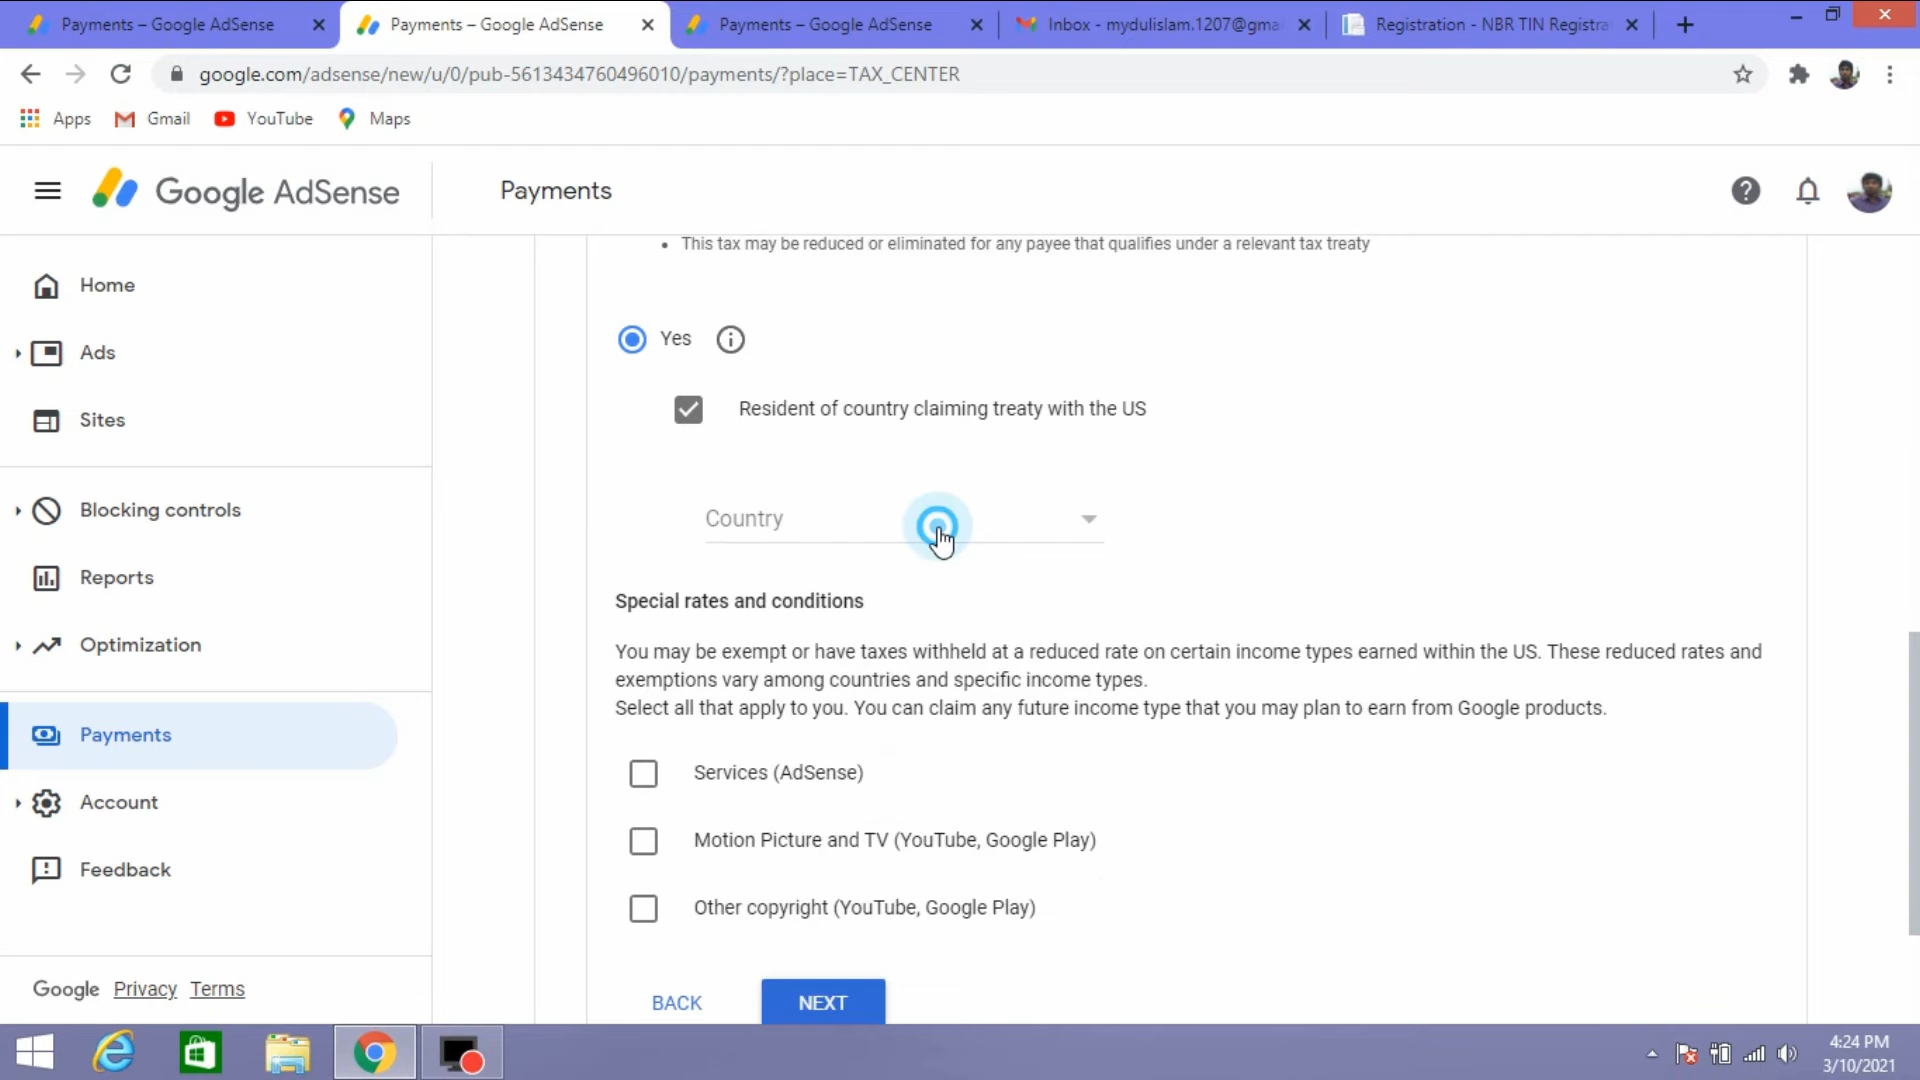 Payments – Google AdSense
Payments – Google AdSense
Payments – Google AdSense
Inbox - mydulislam.1207@gma
Registration - NBR TIN Registra
google.com/adsense/new/u/0/pub-5613434760496010/payments/?place=TAX_CENTER
Apps
Gmail
YouTube
Maps
Google AdSense
Payments
Home
Ads
Sites
Blocking controls
Reports
Optimization
Payments
Account
Feedback
Google Privacy Terms
This tax may be reduced or eliminated for any payee that qualifies under a relevant tax treaty
Yes
Resident of country claiming treaty with the US
Country
Special rates and conditions
You may be exempt or have taxes withheld at a reduced rate on certain income types earned within the US. These reduced rates and
exemptions vary among countries and specific income types.
Select all that apply to you. You can claim any future income type that you may plan to earn from Google products.
Services (AdSense)
Motion Picture and TV (YouTube, Google Play)
Other copyright (YouTube, Google Play)
BACK
NEXT
4:24 PM
3/10/2021